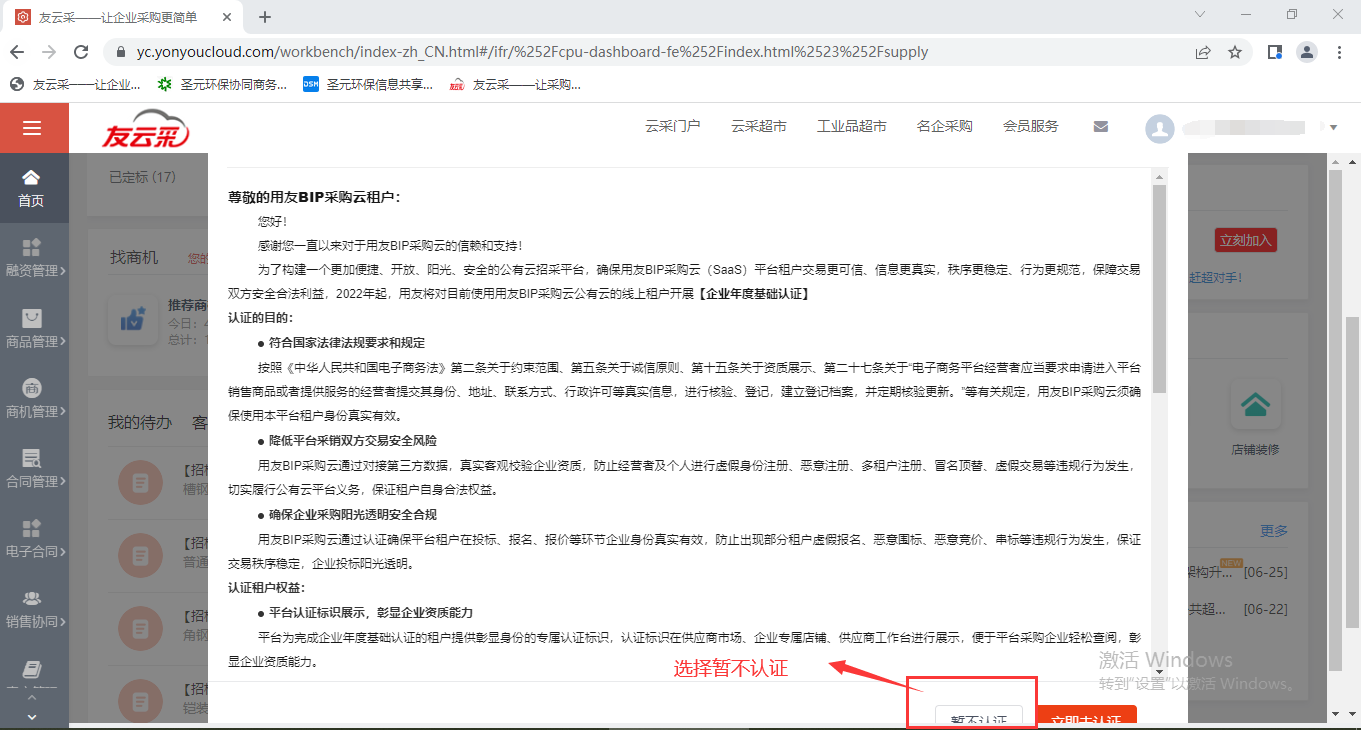 友云采——让企业采购更简单
yc.yonyoucloud.com/workbench/index-zh_CN.html#/ifr/%252Fcpu-dashboard-fe%252Findex.html%2523%252Fsupply
友云采——让企业... 圣元环保协同商务... DSM 圣元环保信息共享... 友云采——让采购...
友云采
云采门户 云采超市 工业品超市 名企采购 会员服务
首页
融资管理
商品管理
商机
商机管理
合同管理
电子合同
销售协同
已定标 (17)
找商机
推荐商
今日：
总计：
我的待办 客
【招
槽钢
【招
普通
【招
角钢
【招
铠装
尊敬的用友BIP采购云租户：
您好！
感谢您一直以来对于用友BIP采购云的信赖和支持！
为了构建一个更加便捷、开放、阳光、安全的公有云招采平台，确保用友BIP采购云（SaaS）平台租户交易更可信、信息更真实，秩序更稳定、行为更规范，保障交易
双方安全合法利益，2022年起，用友将对目前使用用友BIP采购云公有云的线上租户开展【企业年度基础认证】
认证的目的：
● 符合国家法律法规要求和规定
按照《中华人民共和国电子商务法》第二条关于约束范围、第五条关于诚信原则、第十五条关于资质展示、第二十七条关于“电子商务平台经营者应当要求申请进入平台
销售商品或者提供服务的经营者提交其身份、地址、联系方式、行政许可等真实信息，进行核验、登记，建立登记档案，并定期核验更新。”等有关规定，用友BIP采购云须确
保使用本平台租户身份真实有效。
● 降低平台采销双方交易安全风险
用友BIP采购云通过对接第三方数据，真实客观校验企业资质，防止经营者及个人进行虚假身份注册、恶意注册、多租户注册、冒名顶替、虚假交易等违规行为发生，
切实履行公有云平台义务，保证租户自身合法权益。
● 确保企业采购阳光透明安全合规
用友BIP采购云通过认证确保平台租户在投标、报名、报价等环节企业身份真实有效，防止出现部分租户虚假报名、恶意围标、恶意竞价、串标等违规行为发生，保证
交易秩序稳定，企业投标阳光透明。
认证租户权益：
● 平台认证标识展示，彰显企业资质能力
平台为完成企业年度基础认证的租户提供彰显身份的专属认证标识，认证标识在供应商市场、企业专属店铺、供应商工作台进行展示，便于平台采购企业轻松查阅，彰
显企业资质能力。
选择暂不认证
暂不认证 立即去认证
立刻加入
赶超对手！
店铺装修
更多
NEW
架构升... [06-25]
共超... [06-22]
激活 Windows
转到“设置”以激活 Windows。